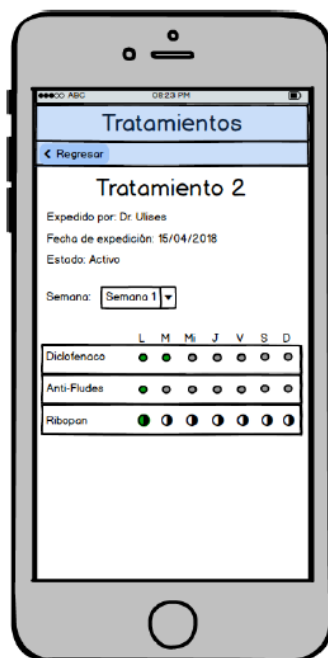 ABC 08:23 PM
Tratamientos
< Regresar
Tratamiento 2
Expedido por: Dr. Ulises
Fecha de expedición: 15/04/2018
Estado: Activo
Semana: Semana 1
L M Mi J V S D
Diclofenaco
Anti-Fludes
Ribopan